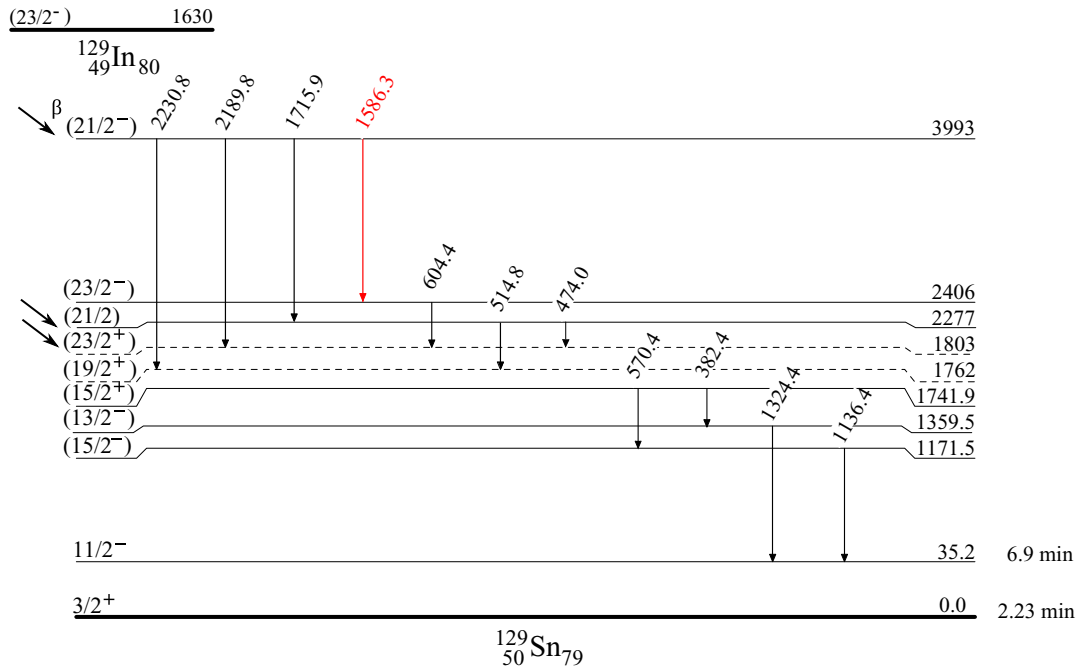 (23/2⁻) 1630
¹²⁹₄₉In₈₀
β
2230.8 2189.8 1715.9 1586.3
(21/2⁻) 3993
604.4 514.8 474.0
(23/2⁻) 2406
(21/2) 2277
(23/2⁺) 1803
570.4 382.4
(19/2⁺) 1762
(15/2⁺) 1741.9
1324.4 1136.4
(13/2⁻) 1359.5
(15/2⁻) 1171.5
11/2⁻ 35.2 6.9 min
3/2⁺ 0.0 2.23 min
¹²⁹₅₀Sn₇₉